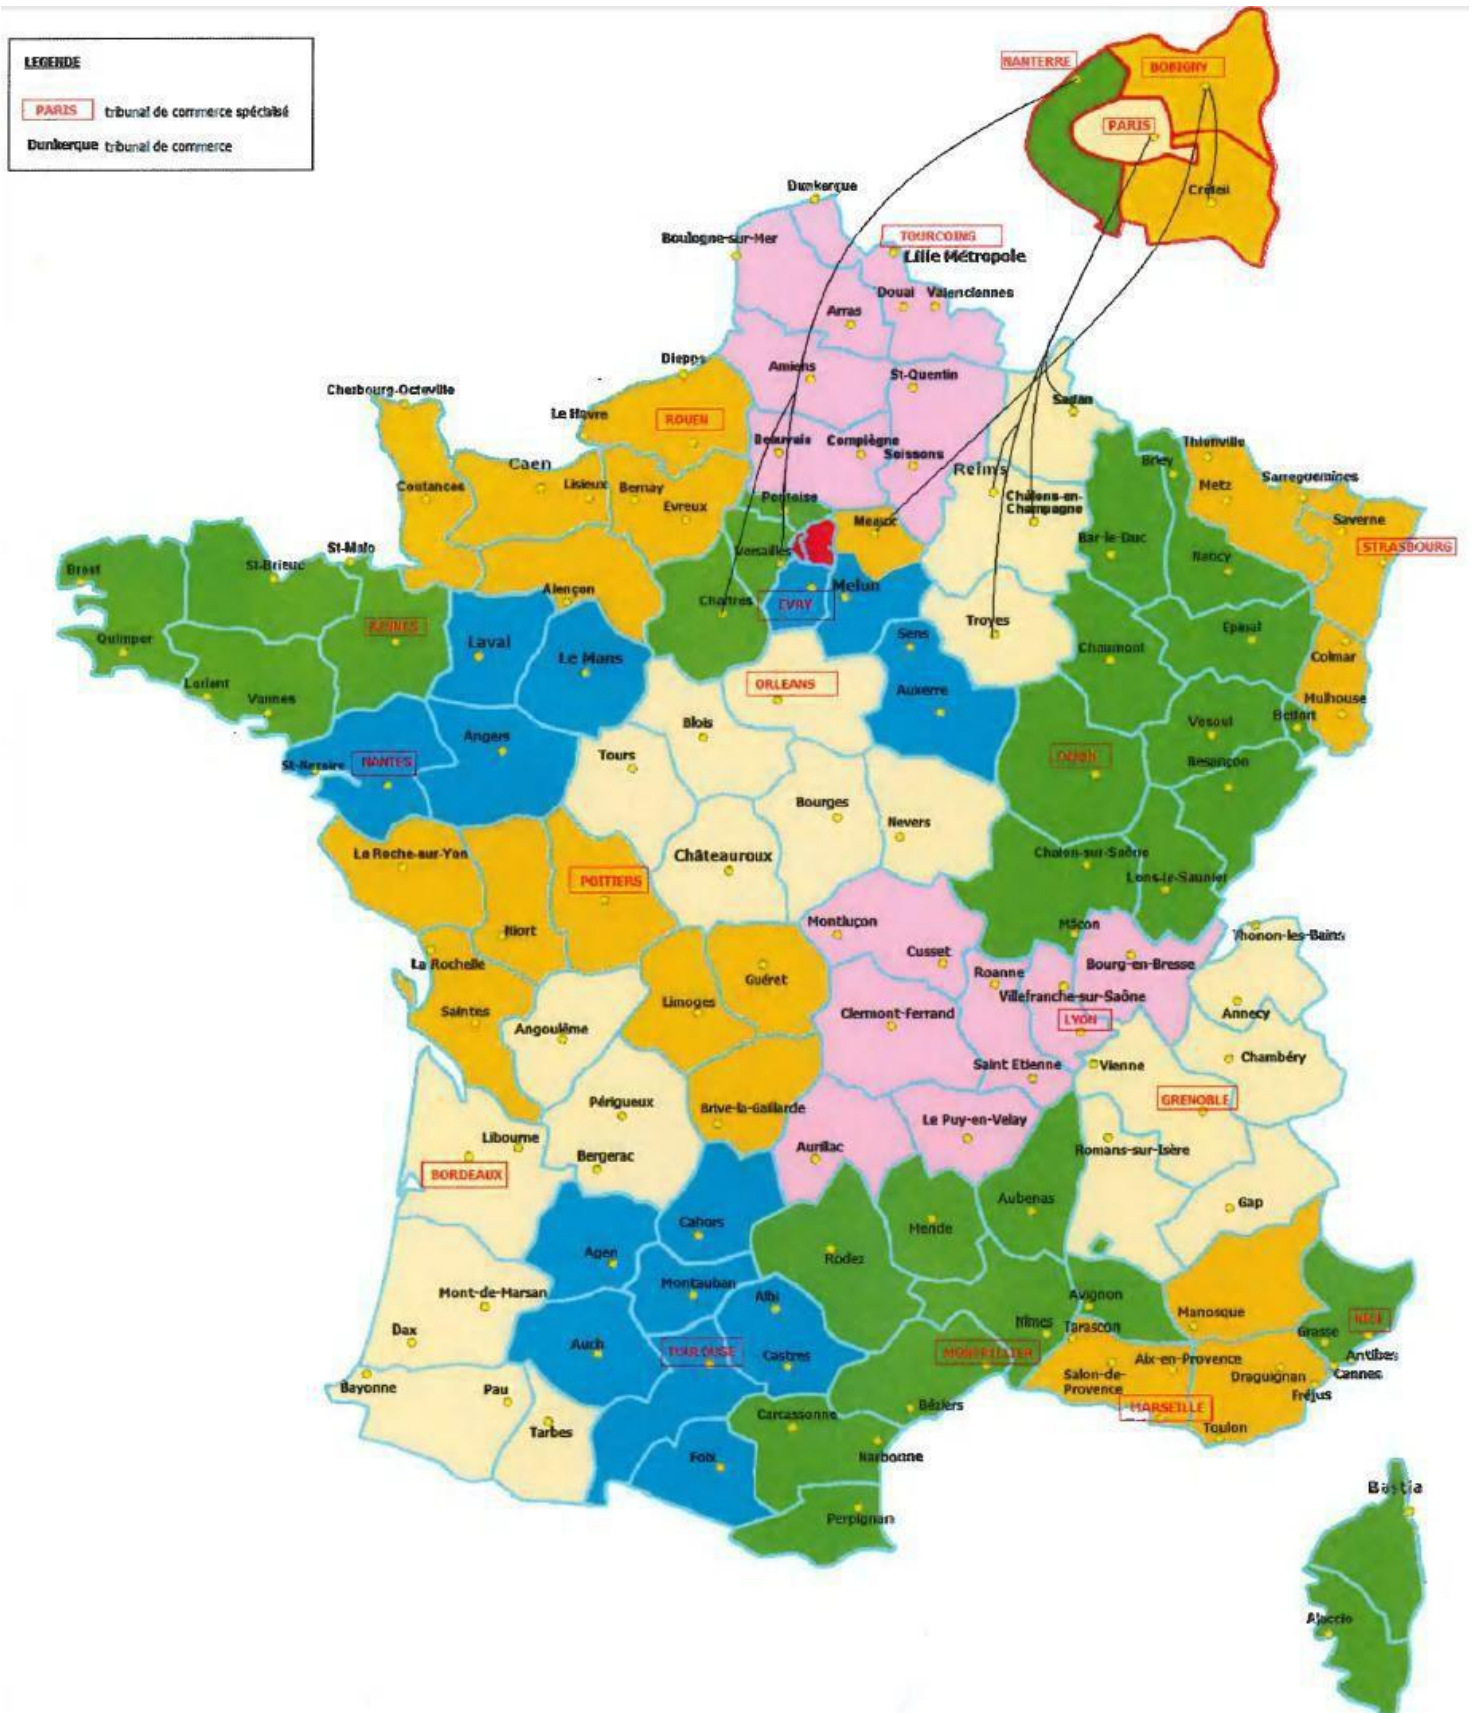 LEGENDE
PARIS tribunal de commerce spécialisé
Dunkerque tribunal de commerce
NANTERRE
BOBIGNY
PARIS
Créteil
Dunkerque
Boulogne-sur-Mer
TOURCOING
Lille Métropole
Douai
Valenciennes
Arras
Dieppe
Amiens
St-Quentin
Cherbourg-Octeville
Le Havre
ROUEN
Sedan
Beauvais
Compiègne
Soissons
Thionville
Caen
Reims
Briey
Coutances
Lisieux
Bernay
Pontoise
Châlons-en-
Champagne
Metz
Sarreguemines
Evreux
Meaux
Saverne
STRASBOURG
St-Malo
Versailles
Bar-le-Duc
Nancy
Brest
St-Brieuc
Alençon
Chartres
EVRY
Melun
RENNES
Troyes
Epinal
Quimper
Laval
Le Mans
Sens
Chaumont
Colmar
Lorient
Vannes
ORLEANS
Auxerre
Mulhouse
Blois
Vesoul
Belfort
Angers
Tours
DIJON
Besançon
St-Nazaire
NANTES
Bourges
Nevers
La Roche-sur-Yon
Châteauroux
Chalon-sur-Saône
POITIERS
Lons-le-Saunier
Niort
Montluçon
Mâcon
Thonon-les-Bains
La Rochelle
Cusset
Roanne
Bourg-en-Bresse
Guéret
Villefranche-sur-Saône
Saintes
Limoges
Clermont-Ferrand
LYON
Annecy
Angoulême
Saint Etienne
Vienne
Chambéry
Périgueux
Brive-la-Gaillarde
GRENOBLE
Libourne
Le Puy-en-Velay
Bergerac
Aurillac
Romans-sur-Isère
BORDEAUX
Aubenas
Gap
Cahors
Mende
Agen
Rodez
Mont-de-Marsan
Montauban
Albi
Avignon
Manosque
Dax
Auch
TOULOUSE
Castres
Nîmes
Tarascon
NICE
Grasse
MONTPELLIER
Aix-en-Provence
Antibes
Bayonne
Pau
Salon-de-
Provence
Draguignan
Cannes
Fréjus
Tarbes
Carcassonne
Béziers
MARSEILLE
Toulon
Foix
Narbonne
Bastia
Perpignan
Ajaccio